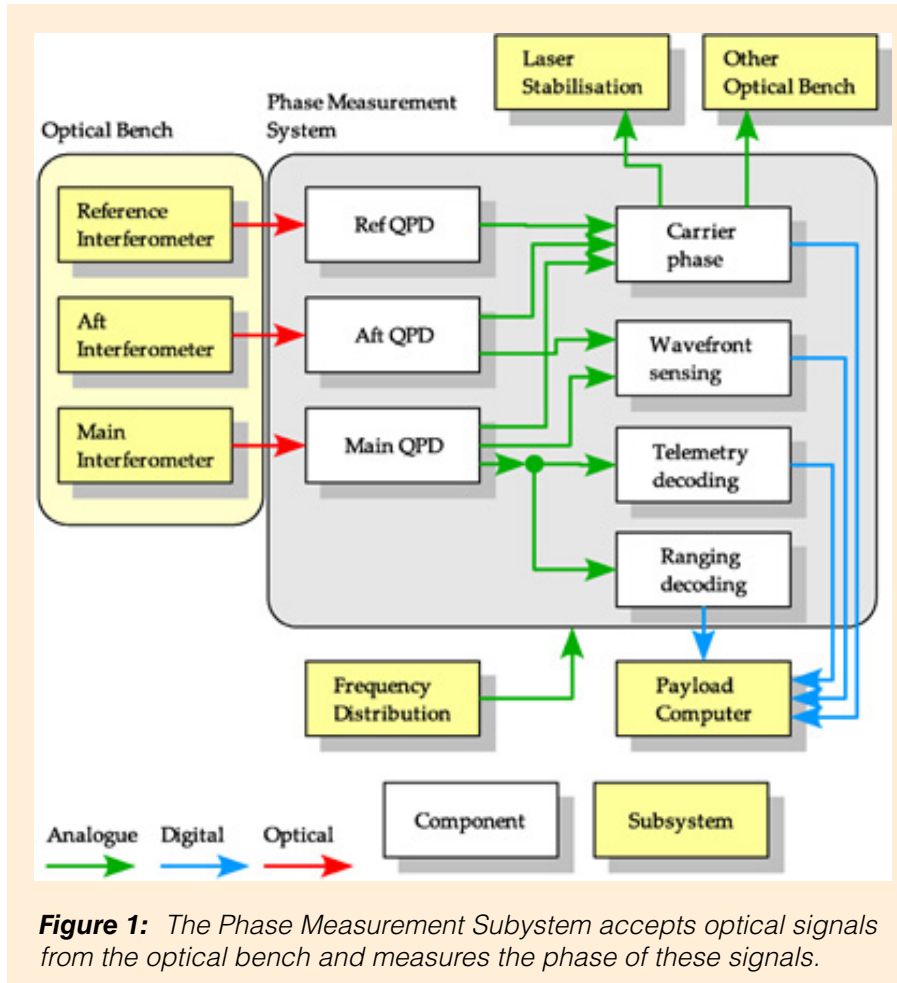 Laser
Stabilisation
Other
Optical Bench
Optical Bench
Phase Measurement
System
Reference
Interferometer
Ref QPD
Carrier
phase
Aft
Interferometer
Aft QPD
Wavefront
sensing
Main
Interferometer
Main QPD
Telemetry
decoding
Ranging
decoding
Frequency
Distribution
Payload
Computer
Analogue
Digital
Optical
Component
Subsystem
Figure 1: The Phase Measurement Subystem accepts optical signals
from the optical bench and measures the phase of these signals.